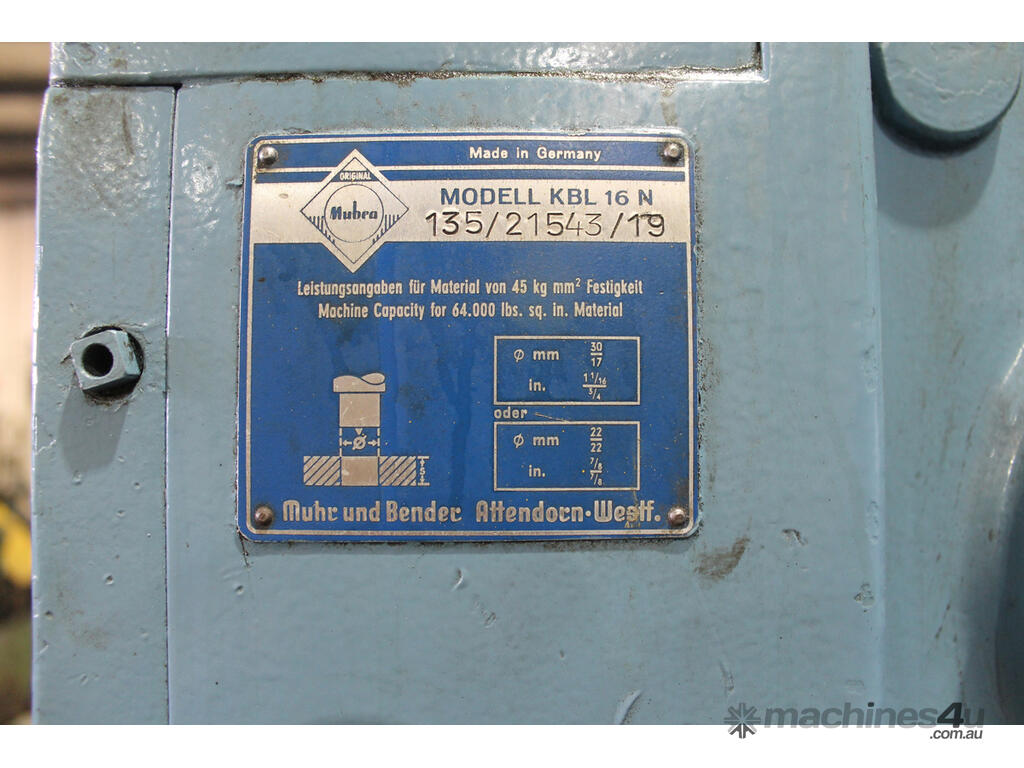 Made in Germany
ORIGINAL
Mubea
MODELL KBL 16 N
135/21543/19
Leistungsangaben für Material von 45 kg mm² Festigkeit
Machine Capacity for 64.000 lbs. sq. in. Material
ø mm 30/17
in. 1 1/16 / 3/4
oder
ø mm 22/22
in. 7/8 / 7/8
ø
S
Muhr und Bender Attendorn·Westf.
machines4u
.com.au